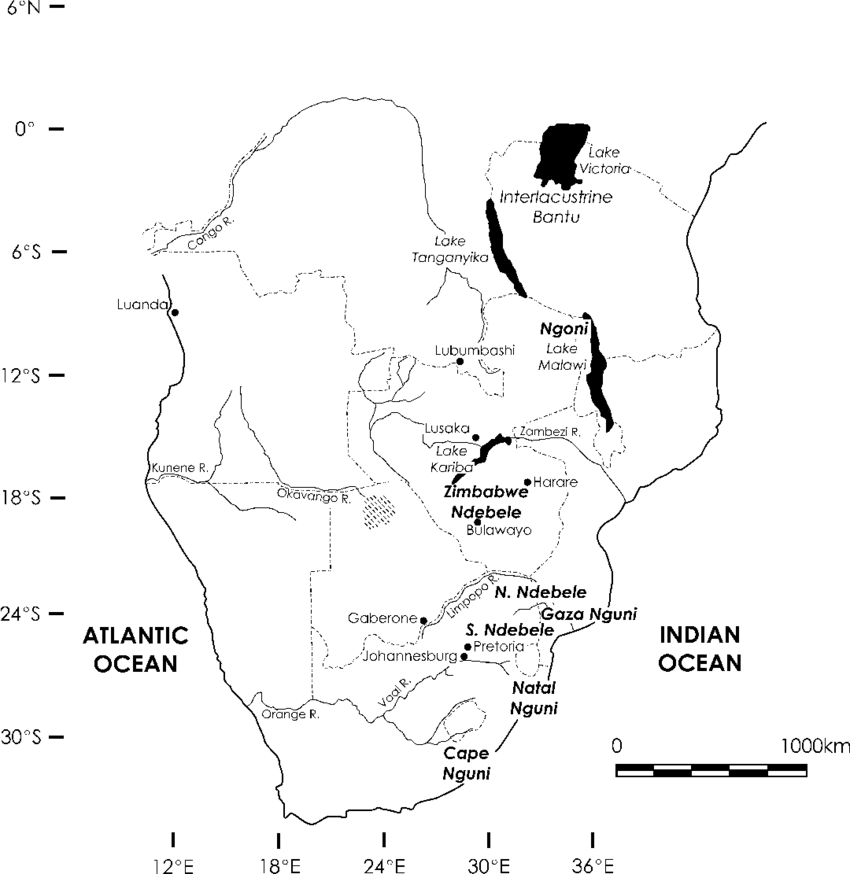 6°N
0°
Lake
Victoria
Interlacustrine
Bantu
Congo R.
Lake
Tanganyika
6°S
Luanda
Ngoni
Lake
Malawi
Lubumbashi
12°S
Lusaka
Zambezi R.
Lake
Kariba
Kunene R.
Okavango R.
Harare
18°S
Zimbabwe
Ndebele
Bulawayo
Limpopo R.
N. Ndebele
24°S
Gaberone
Gaza Nguni
S. Ndebele
ATLANTIC
OCEAN
INDIAN
OCEAN
Pretoria
Johannesburg
Vaal R.
Natal
Nguni
Orange R.
30°S
Cape
Nguni
0
1000km
12°E
18°E
24°E
30°E
36°E